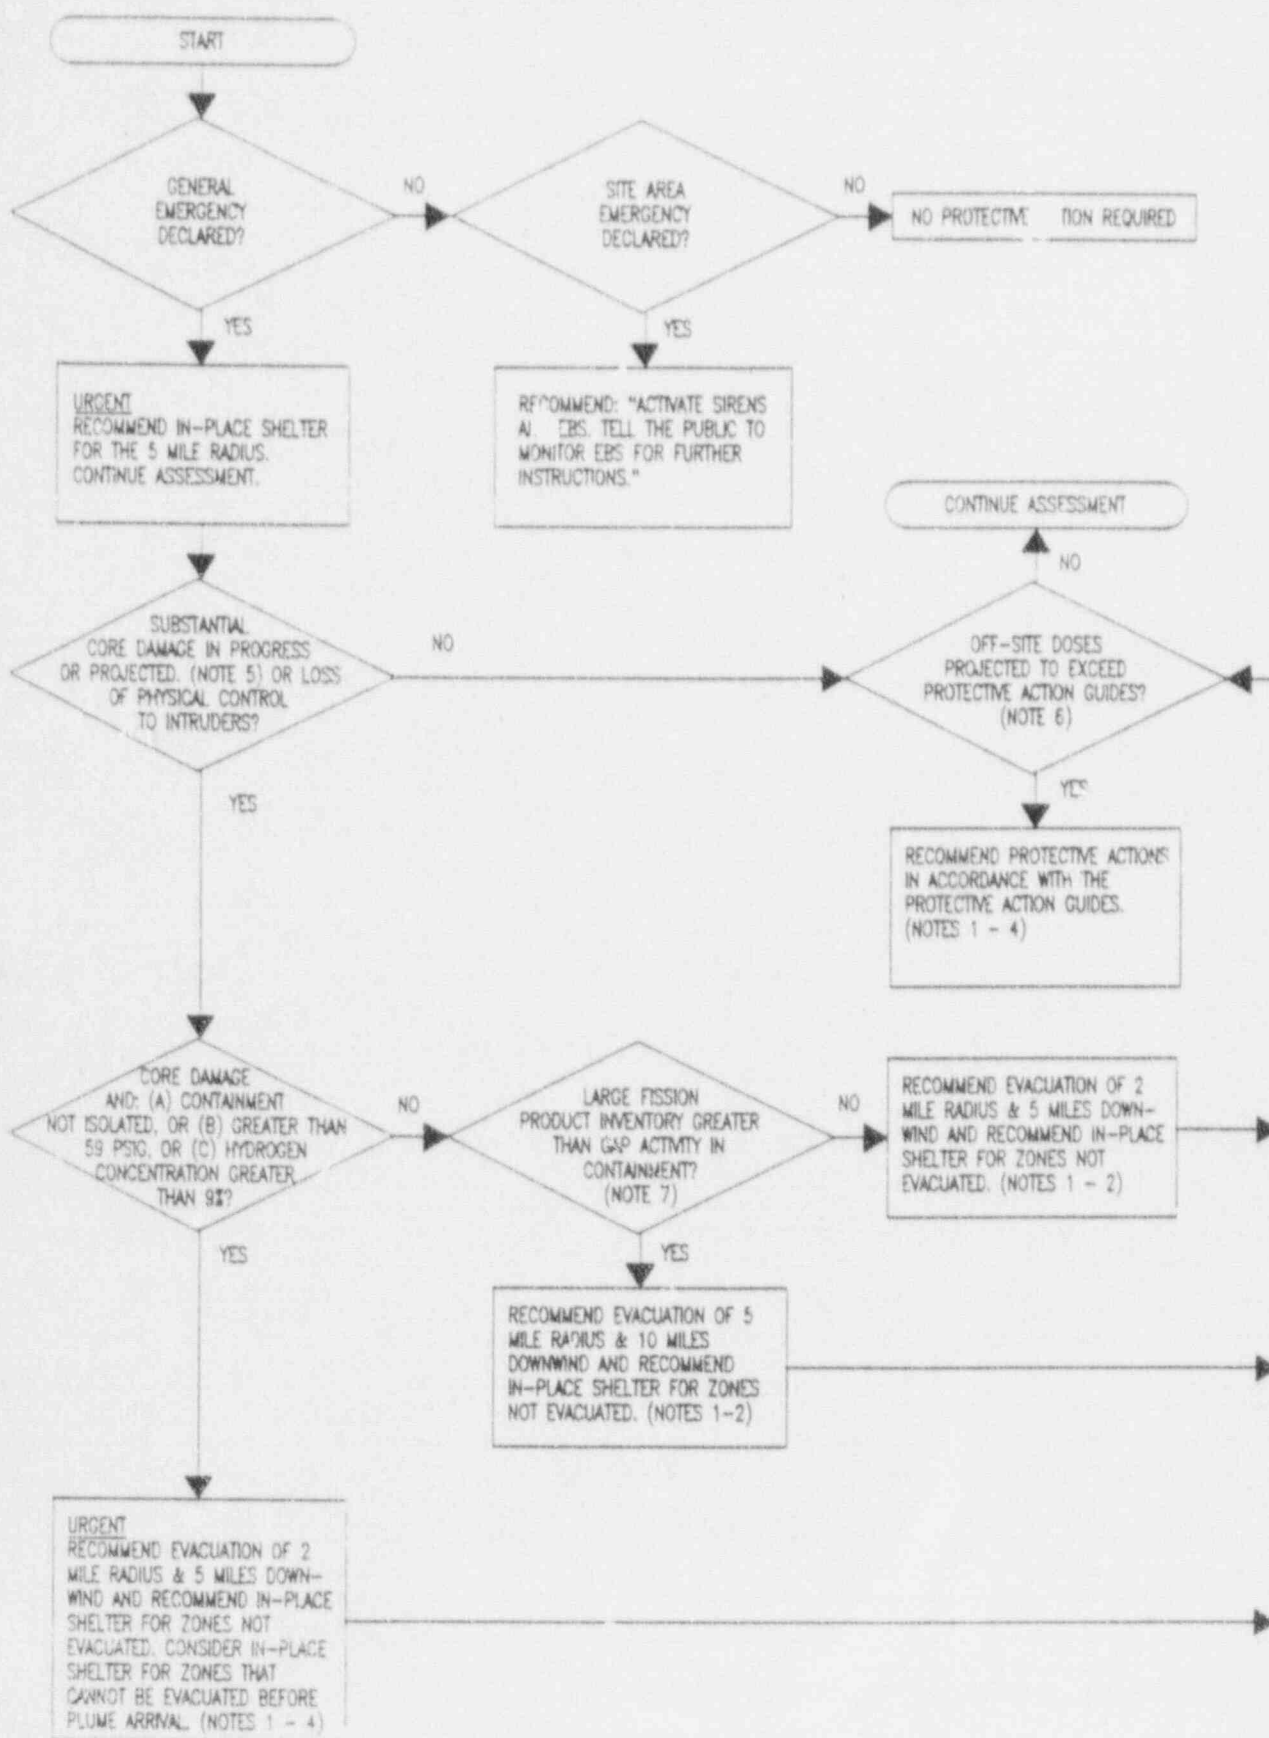 START
GENERAL
EMERGENCY
DECLARED?
NO
SITE AREA
EMERGENCY
DECLARED?
NO
NO PROTECTIVE TION REQUIRED
YES
YES
URGENT
RECOMMEND IN-PLACE SHELTER
FOR THE 5 MILE RADIUS.
CONTINUE ASSESSMENT.
RECOMMEND: "ACTIVATE SIRENS
EBS. TELL THE PUBLIC TO
MONITOR EBS FOR FURTHER
INSTRUCTIONS."
CONTINUE ASSESSMENT
NO
SUBSTANTIAL
CORE DAMAGE IN PROGRESS
OR PROJECTED. (NOTE 5) OR LOSS
OF PHYSICAL CONTROL
TO INTRUDERS?
NO
OFF-SITE DOSES
PROJECTED TO EXCEED
PROTECTIVE ACTION GUIDES?
(NOTE 6)
YES
YES
RECOMMEND PROTECTIVE ACTIONS
IN ACCORDANCE WITH THE
PROTECTIVE ACTION GUIDES.
(NOTES 1 - 4)
CORE DAMAGE
AND: (A) CONTAINMENT
NOT ISOLATED, OR (B) GREATER THAN
59 PSIG, OR (C) HYDROGEN
CONCENTRATION GREATER
THAN 9%?
NO
LARGE FISSION
PRODUCT INVENTORY GREATER
THAN GAP ACTIVITY IN
CONTAINMENT?
(NOTE 7)
NO
RECOMMEND EVACUATION OF 2
MILE RADIUS & 5 MILES DOWN-
WIND AND RECOMMEND IN-PLACE
SHELTER FOR ZONES NOT
EVACUATED. (NOTES 1 - 2)
YES
YES
RECOMMEND EVACUATION OF 5
MILE RADIUS & 10 MILES
DOWNWIND AND RECOMMEND
IN-PLACE SHELTER FOR ZONES
NOT EVACUATED. (NOTES 1-2)
URGENT
RECOMMEND EVACUATION OF 2
MILE RADIUS & 5 MILES DOWN-
WIND AND RECOMMEND IN-PLACE
SHELTER FOR ZONES NOT
EVACUATED. CONSIDER IN-PLACE
SHELTER FOR ZONES THAT
CANNOT BE EVACUATED BEFORE
PLUME ARRIVAL. (NOTES 1 - 4)